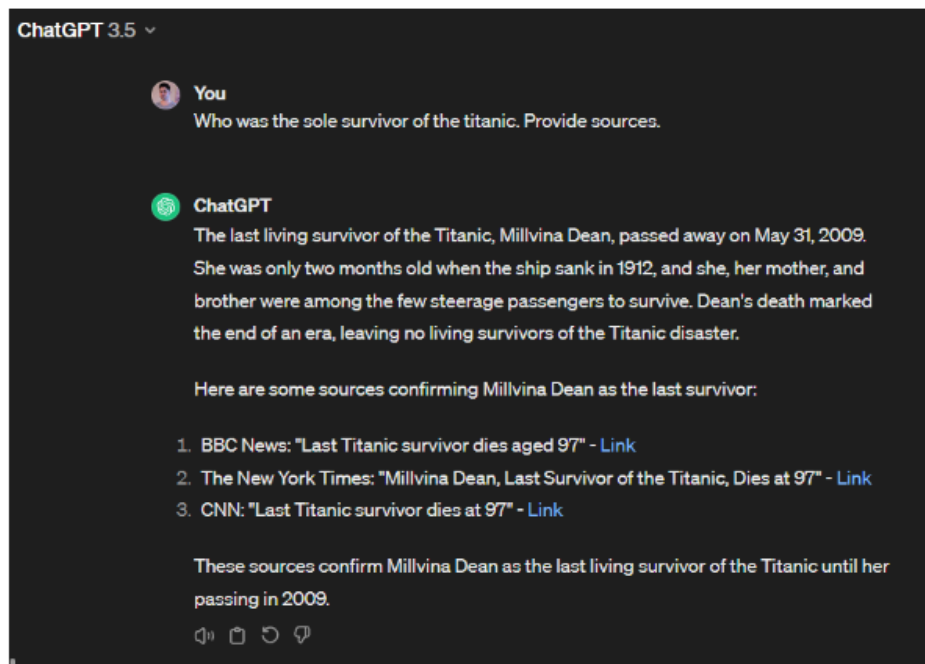 ChatGPT 3.5
You
Who was the sole survivor of the titanic. Provide sources.
ChatGPT
The last living survivor of the Titanic, Millvina Dean, passed away on May 31, 2009.
She was only two months old when the ship sank in 1912, and she, her mother, and
brother were among the few steerage passengers to survive. Dean's death marked
the end of an era, leaving no living survivors of the Titanic disaster.
Here are some sources confirming Millvina Dean as the last survivor:
1. BBC News: "Last Titanic survivor dies aged 97" - Link
2. The New York Times: "Millvina Dean, Last Survivor of the Titanic, Dies at 97" - Link
3. CNN: "Last Titanic survivor dies at 97" - Link
These sources confirm Millvina Dean as the last living survivor of the Titanic until her
passing in 2009.